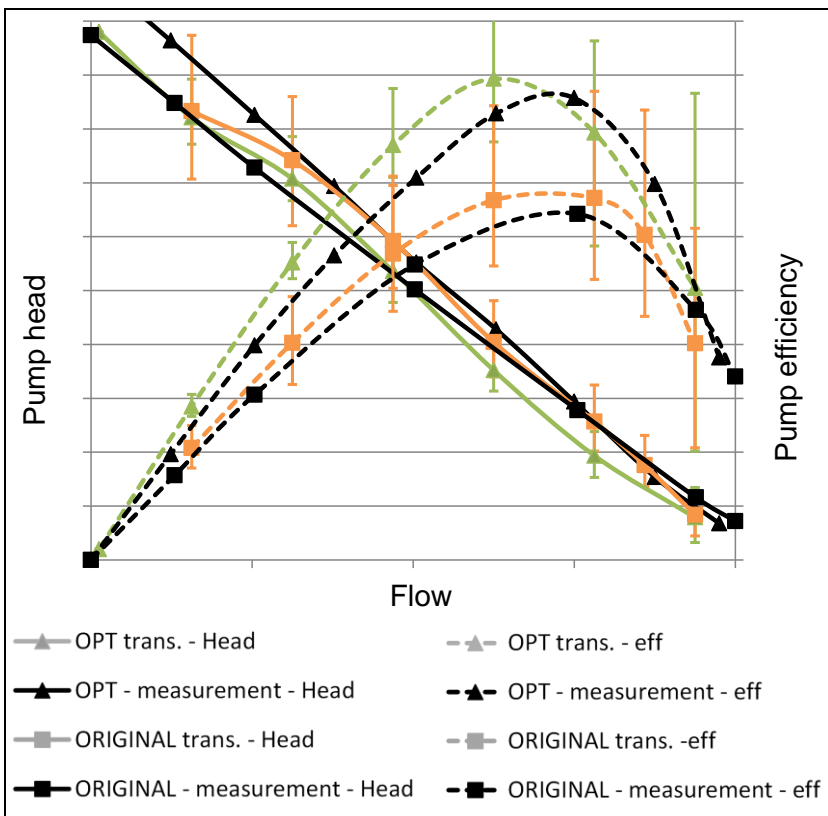 Pump head
Pump efficiency
Flow
OPT trans. - Head
OPT trans. - eff
OPT - measurement - Head
OPT - measurement - eff
ORIGINAL trans. - Head
ORIGINAL trans. -eff
ORIGINAL - measurement - Head
ORIGINAL - measurement - eff